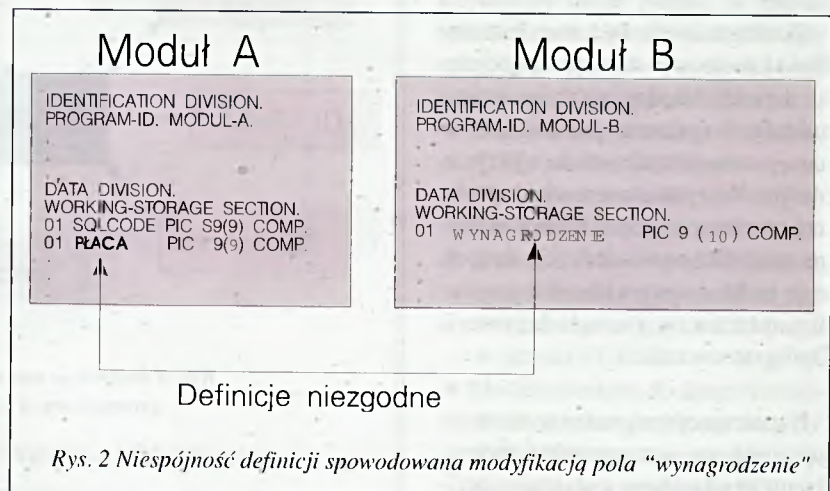 Moduł A
IDENTIFICATION DIVISION.
PROGRAM-ID. MODUL-A.
.
.
DATA DIVISION.
WORKING-STORAGE SECTION.
01 SQLCODE PIC S9(9) COMP.
01 PŁACA PIC 9(9) COMP.
Moduł B
IDENTIFICATION DIVISION.
PROGRAM-ID. MODUL-B.
.
.
DATA DIVISION.
WORKING-STORAGE SECTION.
01 WYNAGRODZENIE PIC 9 (10) COMP.
Definicje niezgodne
Rys. 2 Niespójność definicji spowodowana modyfikacją pola "wynagrodzenie"